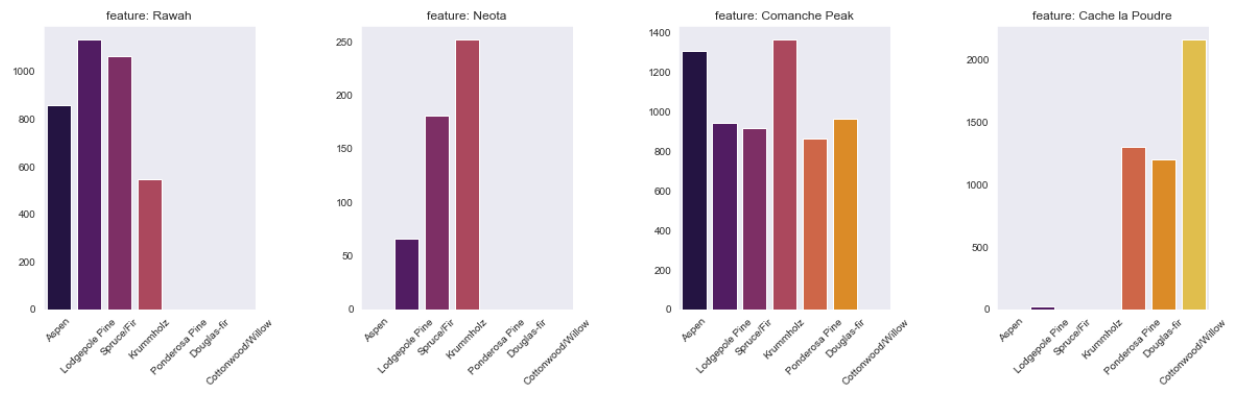 feature: Rawah
1000
800
600
400
200
0
Aspen
Lodgepole Pine
Spruce/Fir
Krummholz
Ponderosa Pine
Douglas-fir
Cottonwood/Willow
feature: Neota
250
200
150
100
50
0
Aspen
Lodgepole Pine
Spruce/Fir
Krummholz
Ponderosa Pine
Douglas-fir
Cottonwood/Willow
feature: Comanche Peak
1400
1200
1000
800
600
400
200
0
Aspen
Lodgepole Pine
Spruce/Fir
Krummholz
Ponderosa Pine
Douglas-fir
Cottonwood/Willow
feature: Cache la Poudre
2000
1500
1000
500
0
Aspen
Lodgepole Pine
Spruce/Fir
Krummholz
Ponderosa Pine
Douglas-fir
Cottonwood/Willow